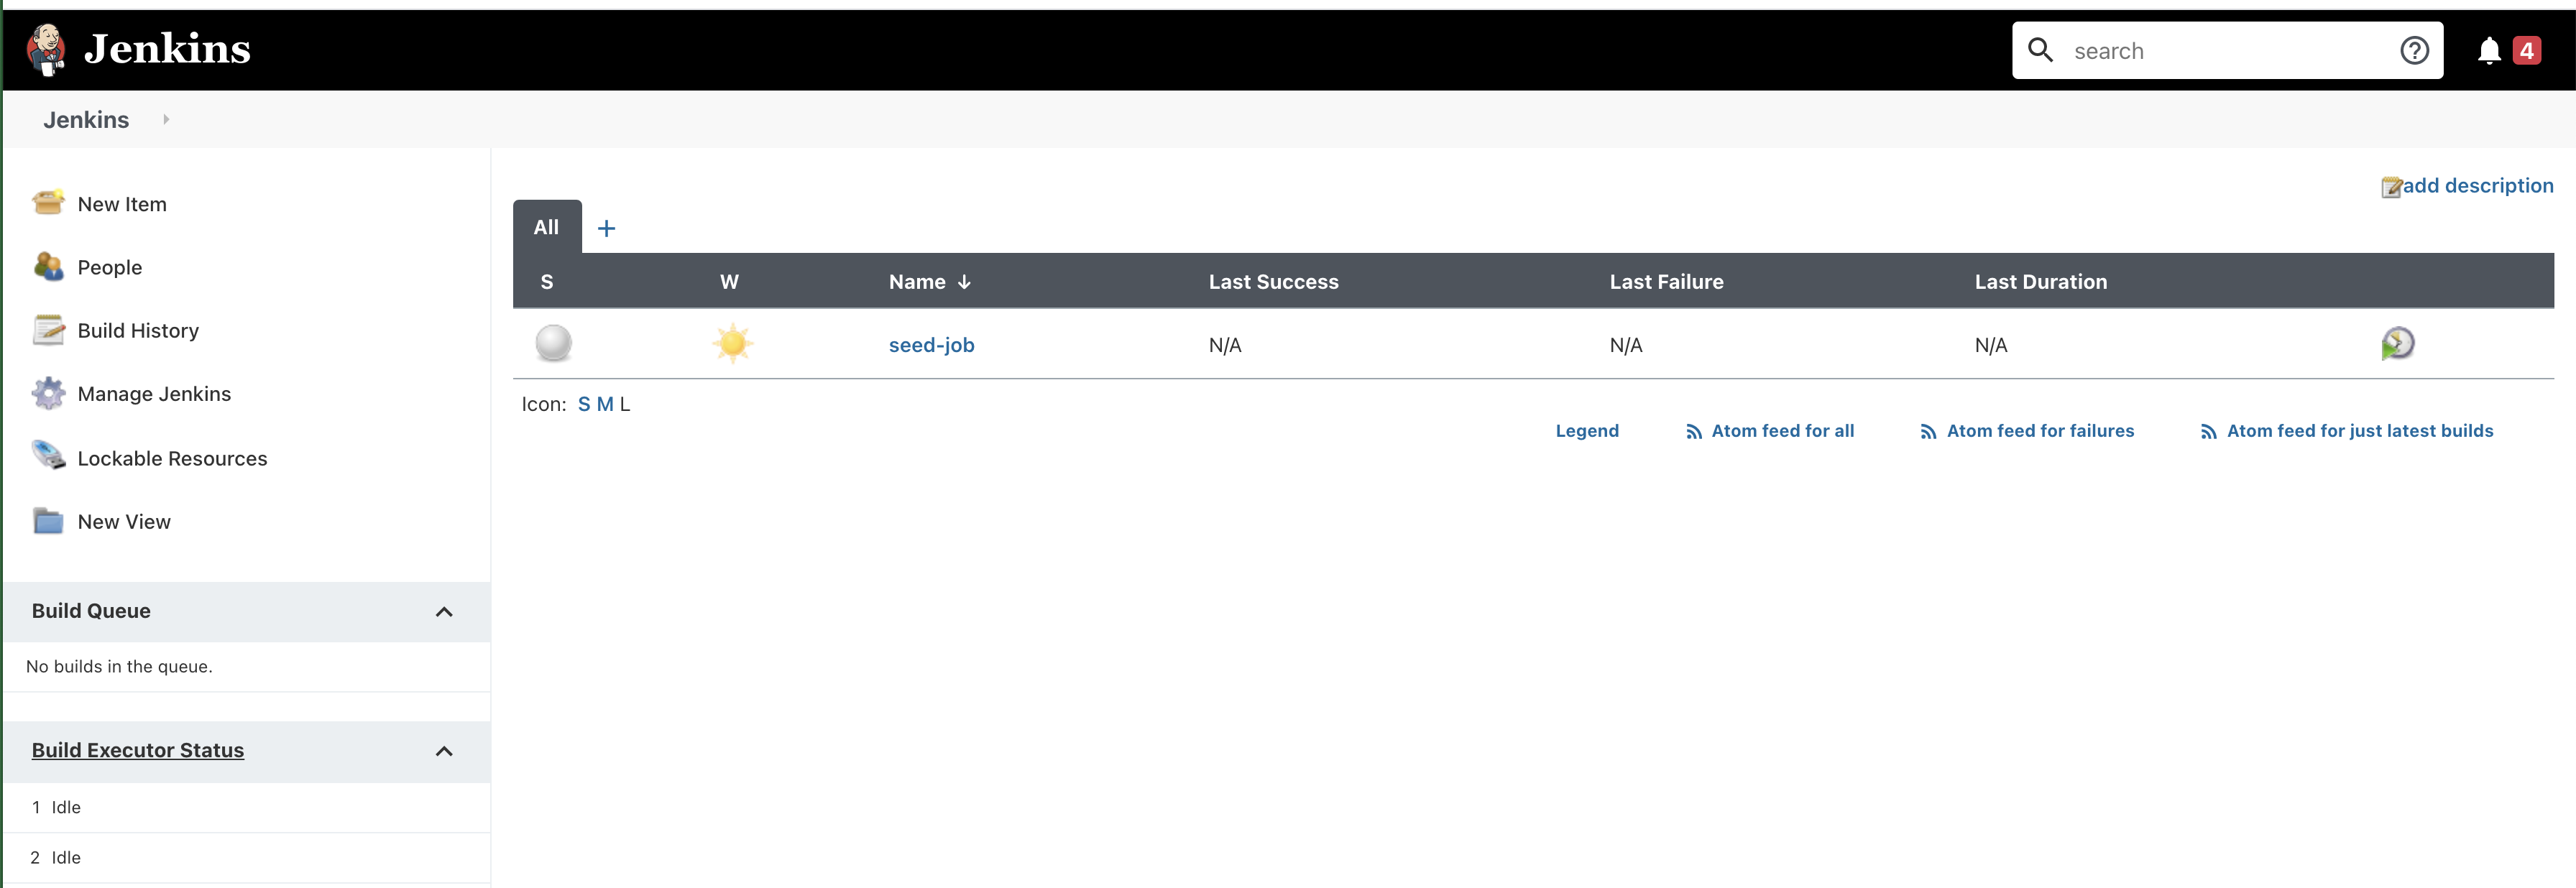 Jenkins
search
4
Jenkins
New Item
People
Build History
Manage Jenkins
Lockable Resources
New View
Build Queue
No builds in the queue.
Build Executor Status
1 Idle
2 Idle
add description
All +
S W Name ↓ Last Success Last Failure Last Duration
seed-job N/A N/A N/A
Icon: S M L
Legend Atom feed for all Atom feed for failures Atom feed for just latest builds